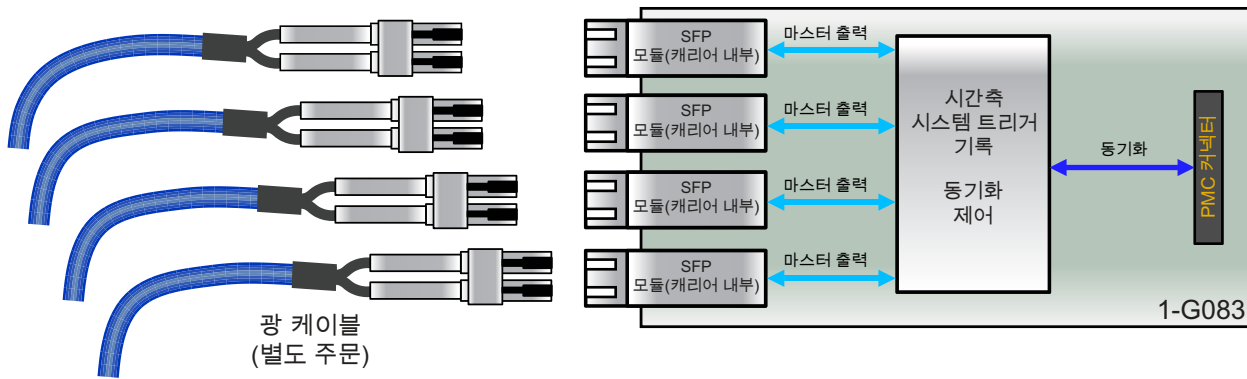 SFP
모듈(캐리어 내부)
마스터 출력
SFP
모듈(캐리어 내부)
마스터 출력
SFP
모듈(캐리어 내부)
마스터 출력
SFP
모듈(캐리어 내부)
마스터 출력
시간축
시스템 트리거
기록
동기화
제어
동기화
PMC 커넥터
1-G083
광 케이블
(별도 주문)